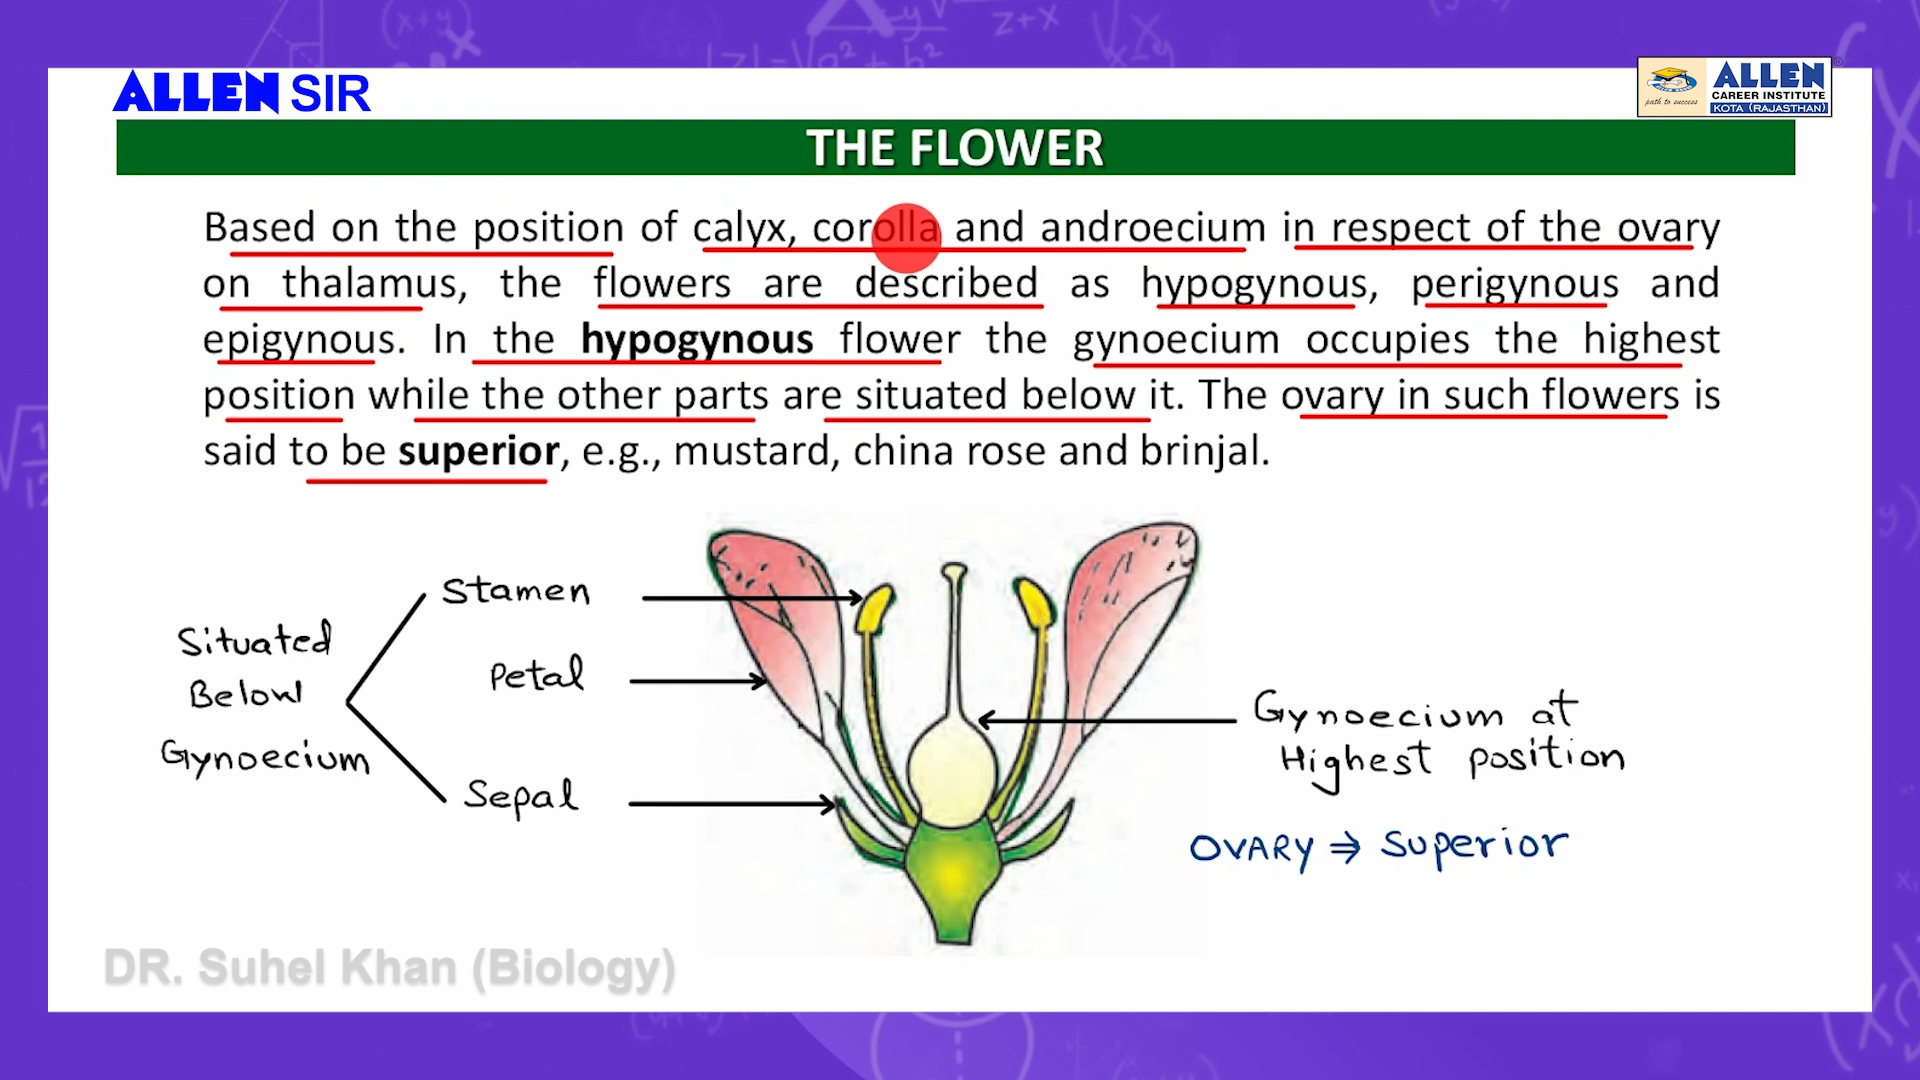 ALLEN SIR
ALLEN
CAREER INSTITUTE
path to success
KOTA (RAJASTHAN)
THE FLOWER
Based on the position of calyx, corolla and androecium in respect of the ovary
on thalamus, the flowers are described as hypogynous, perigynous and
epigynous. In the hypogynous flower the gynoecium occupies the highest
position while the other parts are situated below it. The ovary in such flowers is
said to be superior, e.g., mustard, china rose and brinjal.
Stamen
Situated
Below
Gynoecium
Petal
Sepal
Gynoecium at
Highest position
OVARY ⇒ Superior
DR. Suhel Khan (Biology)